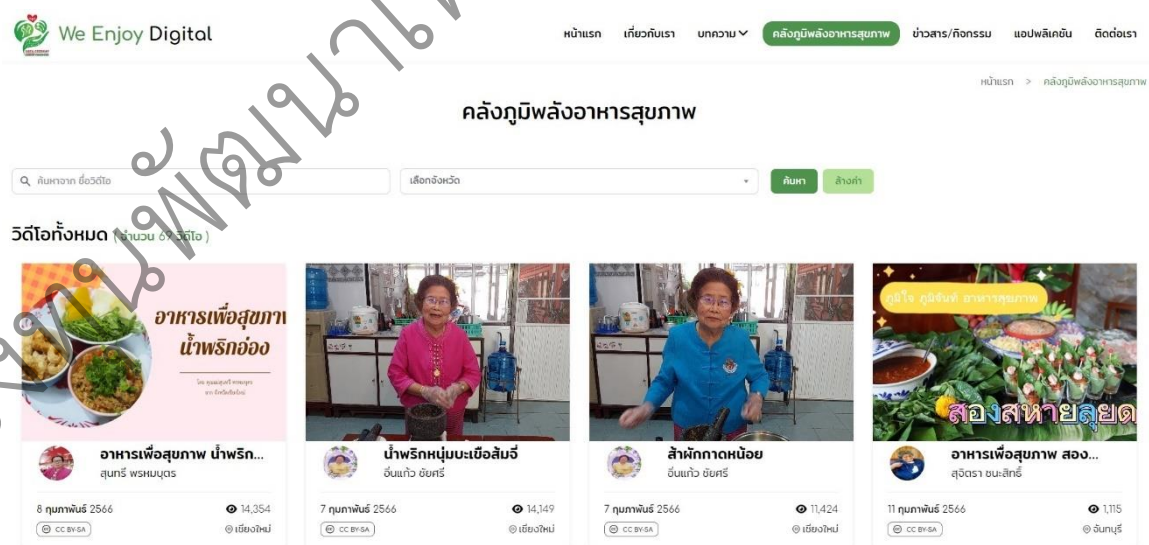 We Enjoy Digital
หน้าแรก เกี่ยวกับเรา บทความ คลังภูมิพลังอาหารสุขภาพ ข่าวสาร/กิจกรรม แอปพลิเคชัน ติดต่อเรา
หน้าแรก > คลังภูมิพลังอาหารสุขภาพ
คลังภูมิพลังอาหารสุขภาพ
ค้นหาจาก ชื่อวิดีโอ เลือกจังหวัด ค้นหา ล้างค่า
วิดีโอทั้งหมด ( จำนวน 69 วิดีโอ )
อาหารเพื่อสุขภาพ
น้ำพริกอ่อง
ภูมิใจ ภูมิจันท์ อาหารสุขภาพ
สองสหายลุยด
อาหารเพื่อสุขภาพ น้ำพริก... น้ำพริกหนุ่มบะเขือส้มจี่ ส้าผักกาดหน้อย อาหารเพื่อสุขภาพ สอง...
สุนทรี พรหมบุตร อิ่นแก้ว ชัยศรี อิ่นแก้ว ชัยศรี สุจิตรา ชนะสิทธิ์
8 กุมภาพันธ์ 2566 14,354 7 กุมภาพันธ์ 2566 14,149 7 กุมภาพันธ์ 2566 11,424 11 กุมภาพันธ์ 2566 1,115
CC BY-SA เชียงใหม่ CC BY-SA เชียงใหม่ CC BY-SA เชียงใหม่ CC BY-SA จันทบุรี